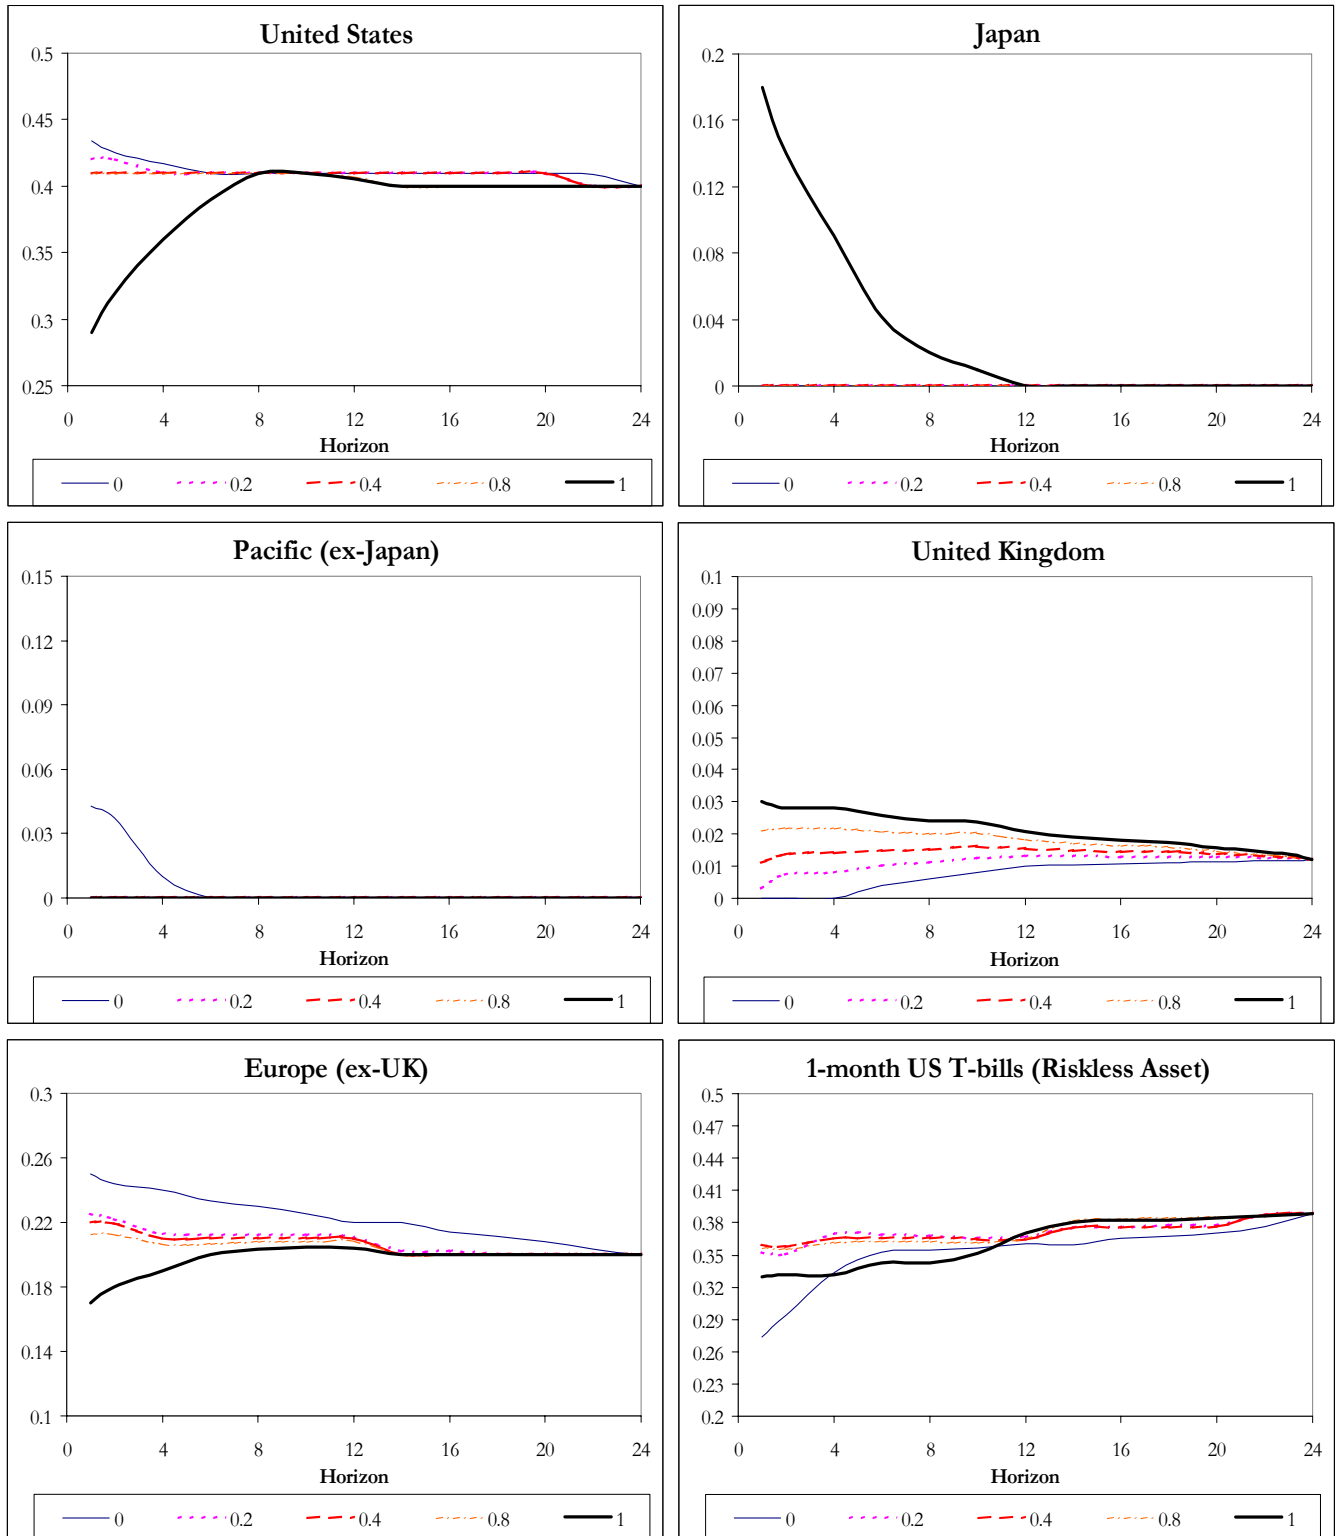 United States
0.5
0.45
0.4
0.35
0.3
0.25
0 4 8 12 16 20 24
Horizon
0 0.2 0.4 0.8 1
Japan
0.2
0.16
0.12
0.08
0.04
0
0 4 8 12 16 20 24
Horizon
0 0.2 0.4 0.8 1
Pacific (ex-Japan)
0.15
0.12
0.09
0.06
0.03
0
0 4 8 12 16 20 24
Horizon
0 0.2 0.4 0.8 1
United Kingdom
0.1
0.09
0.08
0.07
0.06
0.05
0.04
0.03
0.02
0.01
0
0 4 8 12 16 20 24
Horizon
0 0.2 0.4 0.8 1
Europe (ex-UK)
0.3
0.26
0.22
0.18
0.14
0.1
0 4 8 12 16 20 24
Horizon
0 0.2 0.4 0.8 1
1-month US T-bills (Riskless Asset)
0.5
0.47
0.44
0.41
0.38
0.35
0.32
0.29
0.26
0.23
0.2
0 4 8 12 16 20 24
Horizon
0 0.2 0.4 0.8 1